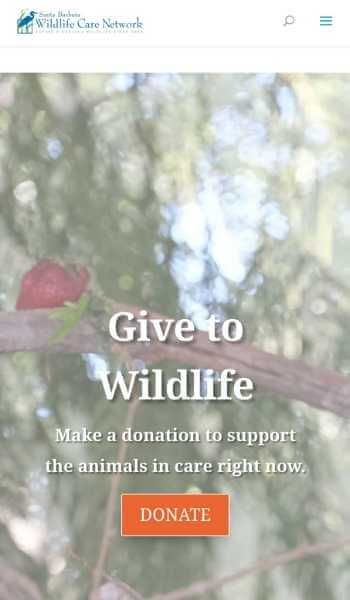 Santa Barbara
Wildlife Care Network
Give to
Wildlife
Make a donation to support
the animals in care right now.
DONATE